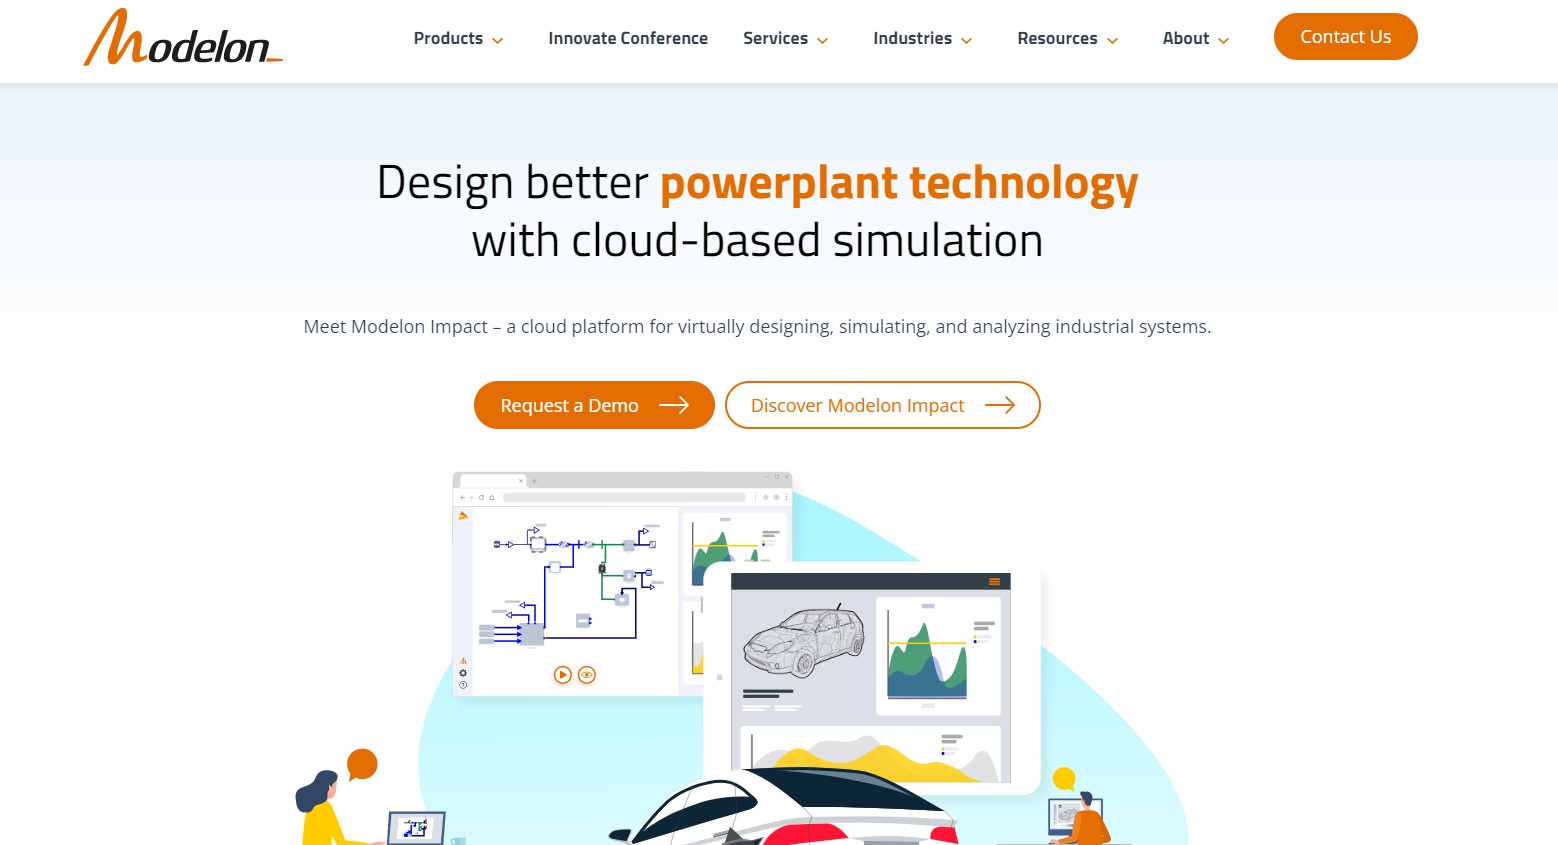 Modelon
Products
Innovate Conference
Services
Industries
Resources
About
Contact Us
Design better powerplant technology
with cloud-based simulation
Meet Modelon Impact – a cloud platform for virtually designing, simulating, and analyzing industrial systems.
Request a Demo
Discover Modelon Impact